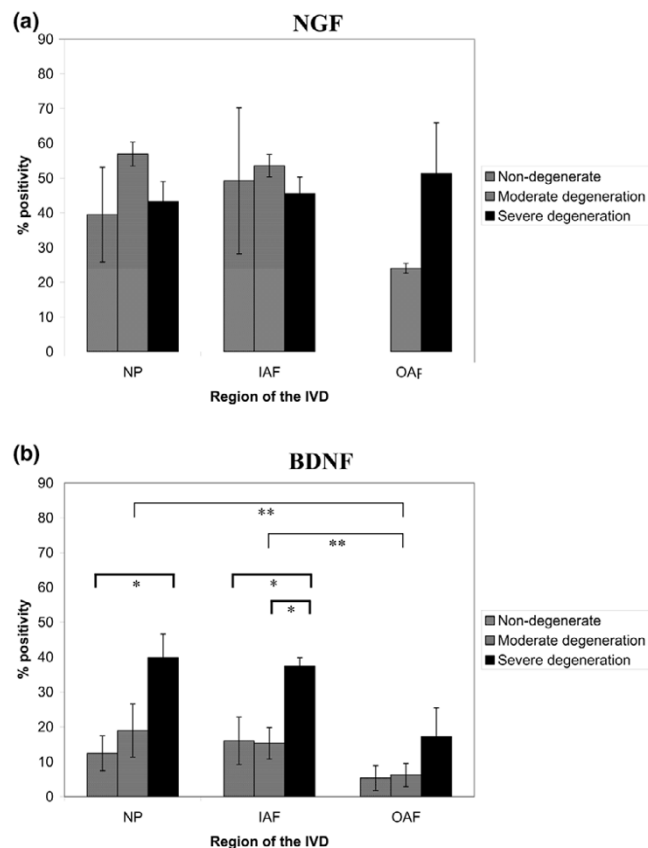 (a)
NGF
90
80
70
60
50
40
30
20
10
0
% positivity
NP IAF OAF
Region of the IVD
Non-degenerate
Moderate degeneration
Severe degeneration
(b)
BDNF
90
80
70
60
50
40
30
20
10
0
% positivity
**
**
* *
*
NP IAF OAF
Region of the IVD
Non-degenerate
Moderate degeneration
Severe degeneration